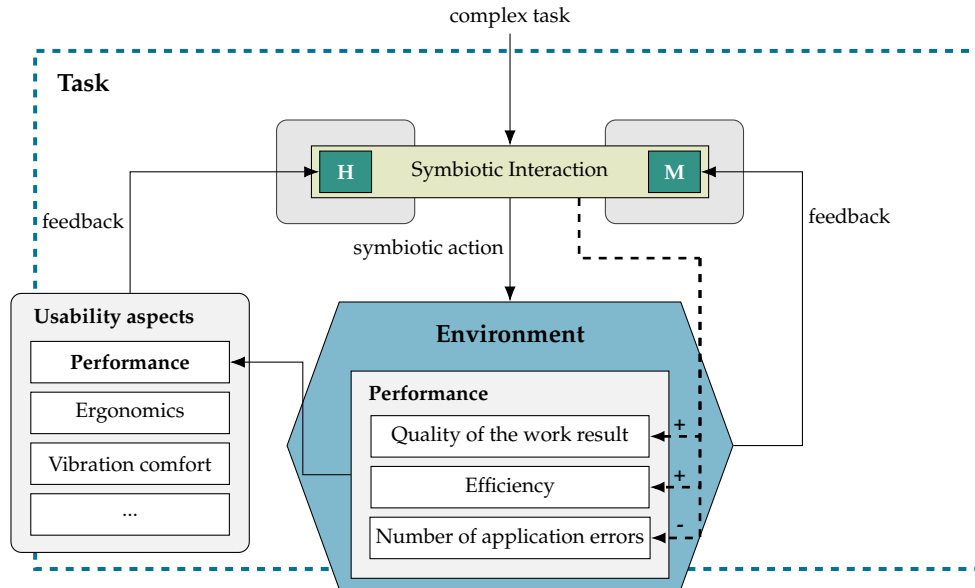 complex task
Task
H
Symbiotic Interaction
M
feedback
symbiotic action
feedback
Usability aspects
Performance
Ergonomics
Vibration comfort
...
Environment
Performance
Quality of the work result
+
Efficiency
+
Number of application errors
-